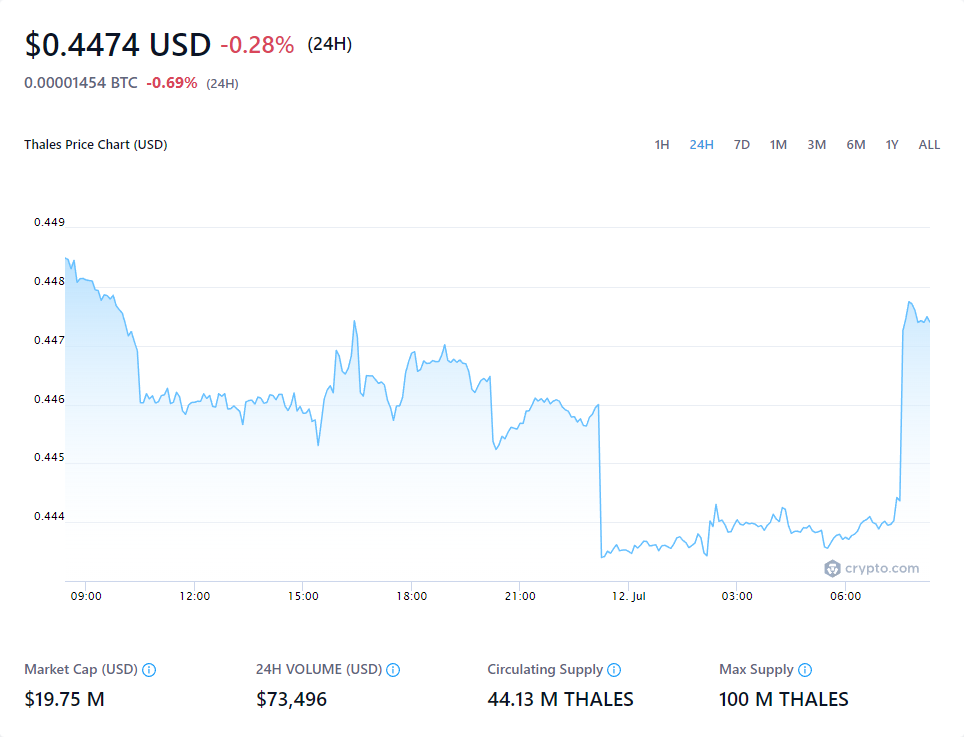 $0.4474 USD -0.28% (24H)
0.00001454 BTC -0.69% (24H)
Thales Price Chart (USD)
1H 24H 7D 1M 3M 6M 1Y ALL
0.449
0.448
0.447
0.446
0.445
0.444
crypto.com
09:00 12:00 15:00 18:00 21:00 12. Jul 03:00 06:00
Market Cap (USD) 24H VOLUME (USD) Circulating Supply Max Supply
$19.75 M $73,496 44.13 M THALES 100 M THALES